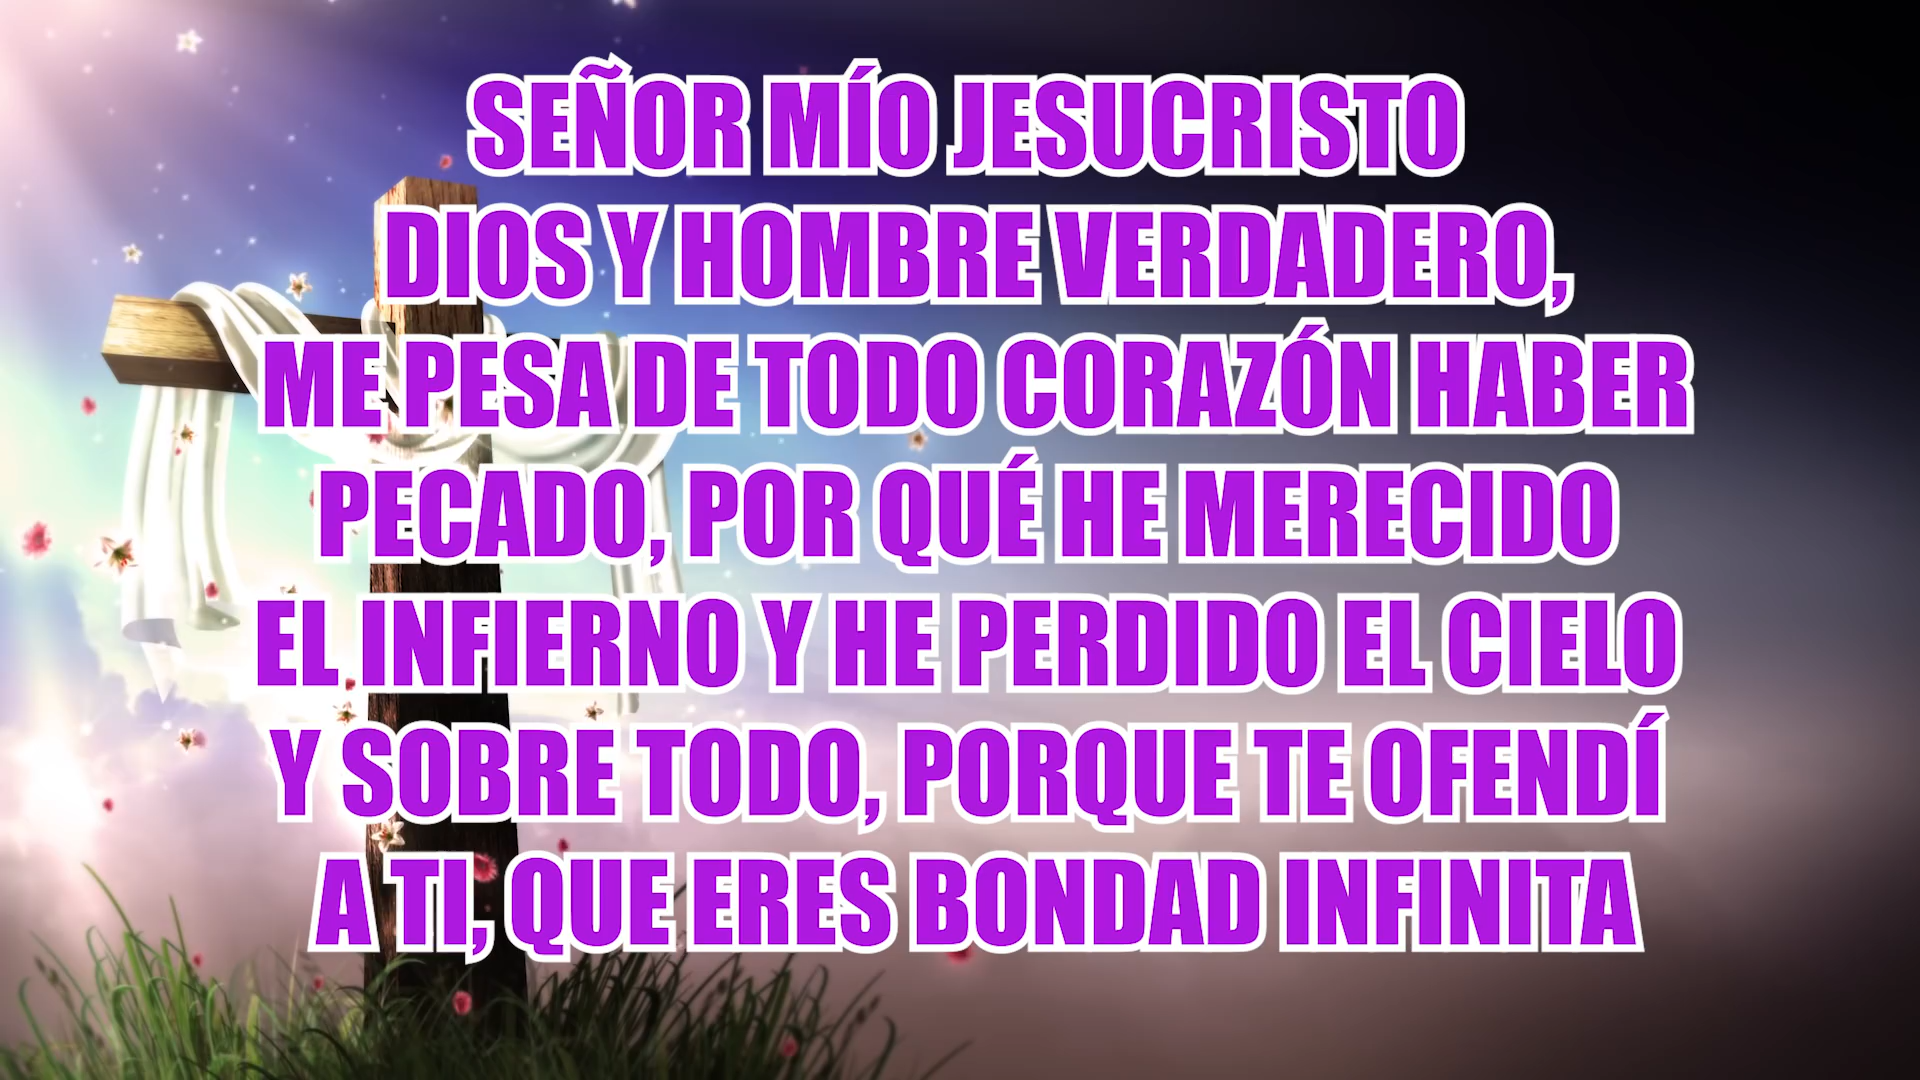 SEÑOR MÍO JESUCRISTO
DIOS Y HOMBRE VERDADERO,
ME PESA DE TODO CORAZÓN HABER
PECADO, POR QUÉ HE MERECIDO
EL INFIERNO Y HE PERDIDO EL CIELO
Y SOBRE TODO, PORQUE TE OFENDÍ
A TI, QUE ERES BONDAD INFINITA